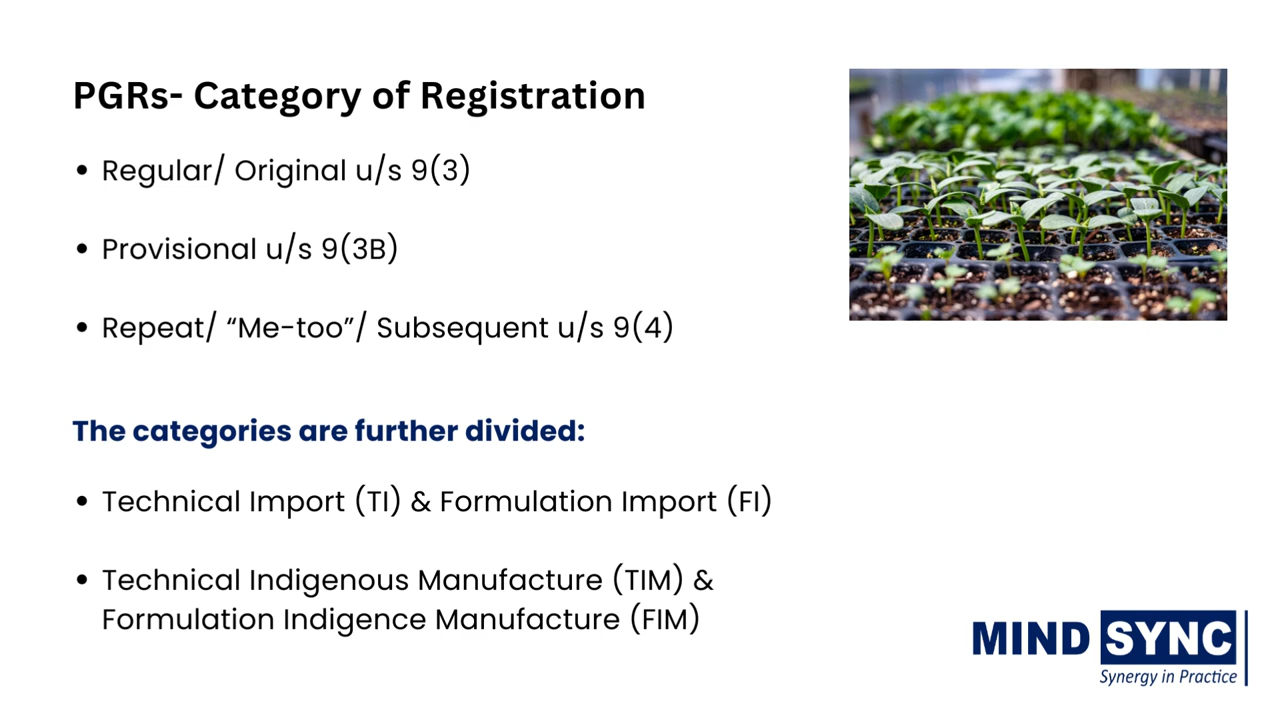 PGRs- Category of Registration
• Regular/ Original u/s 9(3)
• Provisional u/s 9(3B)
• Repeat/ “Me-too”/ Subsequent u/s 9(4)
The categories are further divided:
• Technical Import (TI) & Formulation Import (FI)
• Technical Indigenous Manufacture (TIM) &
Formulation Indigence Manufacture (FIM)
MIND SYNC
Synergy in Practice